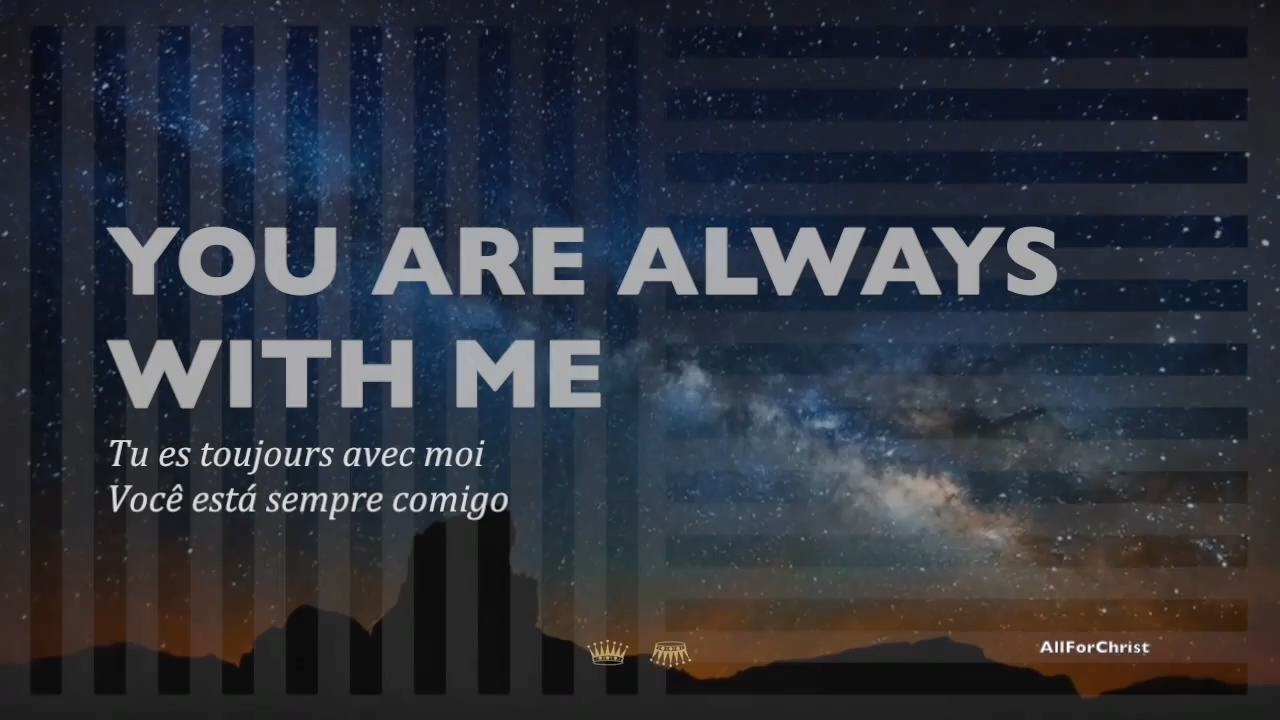 YOU ARE ALWAYS
WITH ME
Tu es toujours avec moi
Você está sempre comigo
AllForChrist